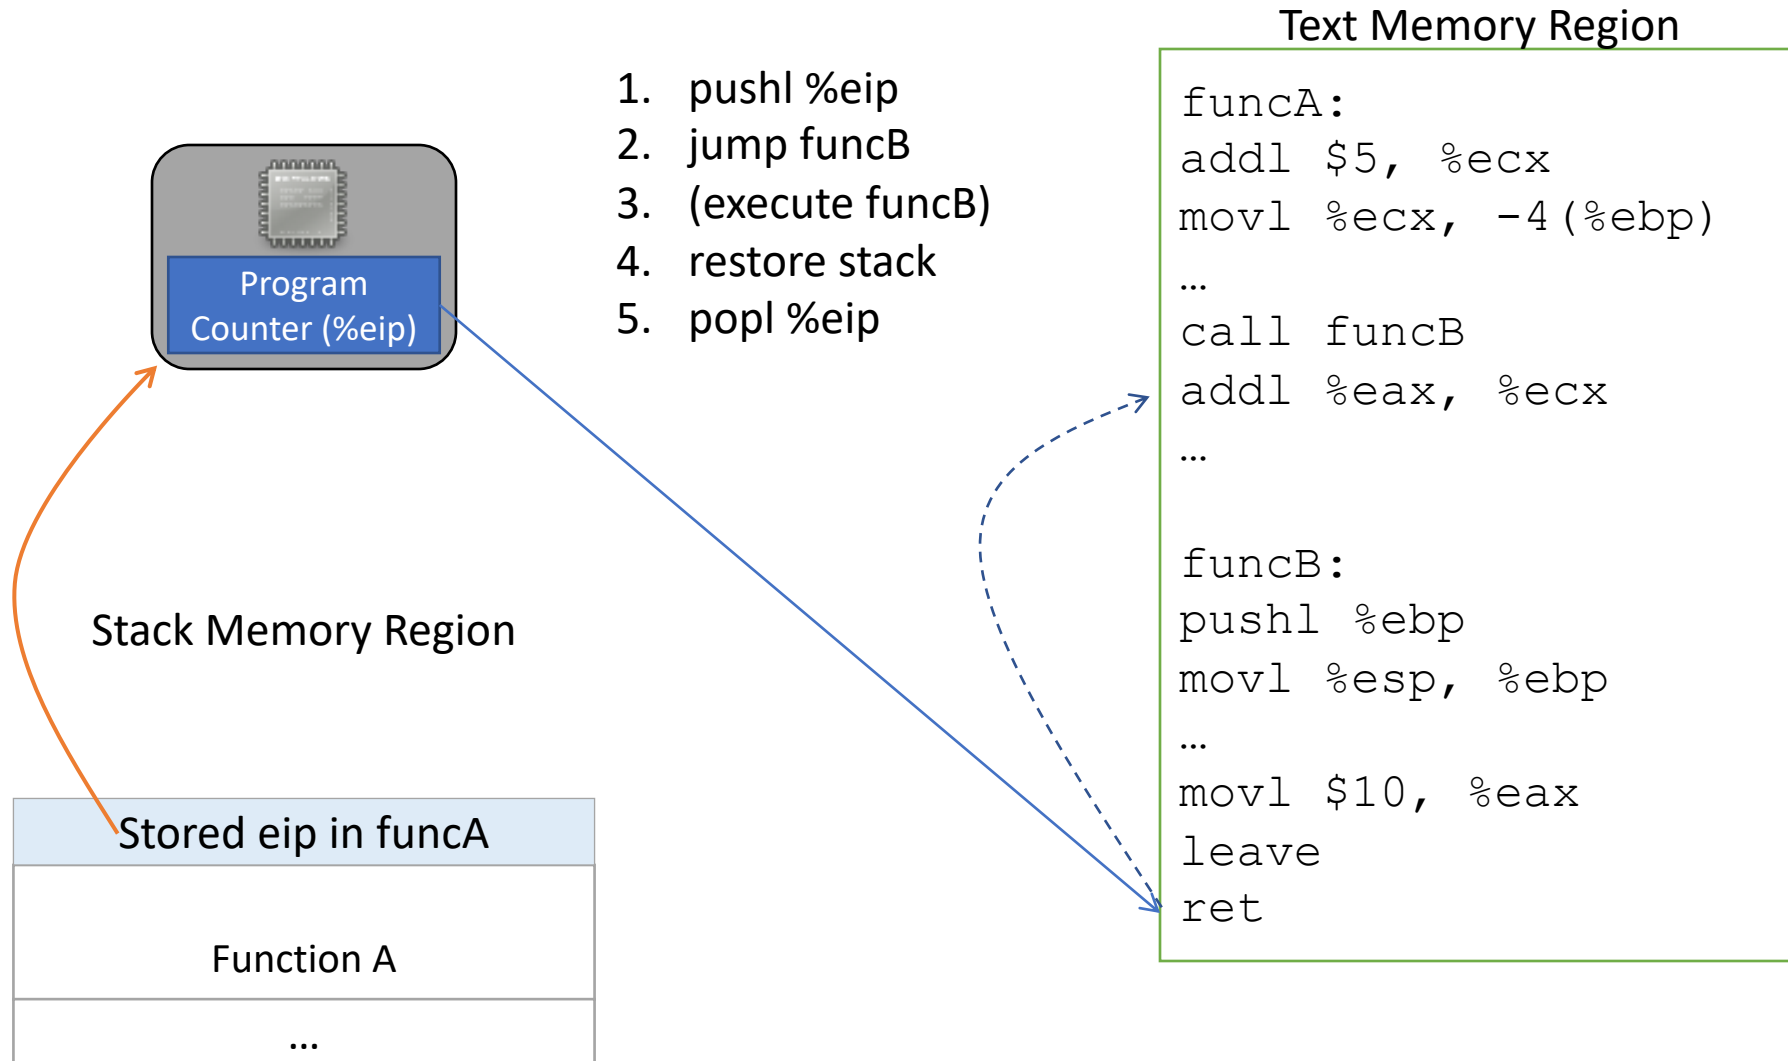 Text Memory Region
1. pushl %eip
2. jump funcB
3. (execute funcB)
4. restore stack
5. popl %eip
Program
Counter (%eip)
funcA:
addl $5, %ecx
movl %ecx, -4(%ebp)
…
call funcB
addl %eax, %ecx
…
funcB:
pushl %ebp
movl %esp, %ebp
…
movl $10, %eax
leave
ret
Stack Memory Region
Stored eip in funcA
Function A
…